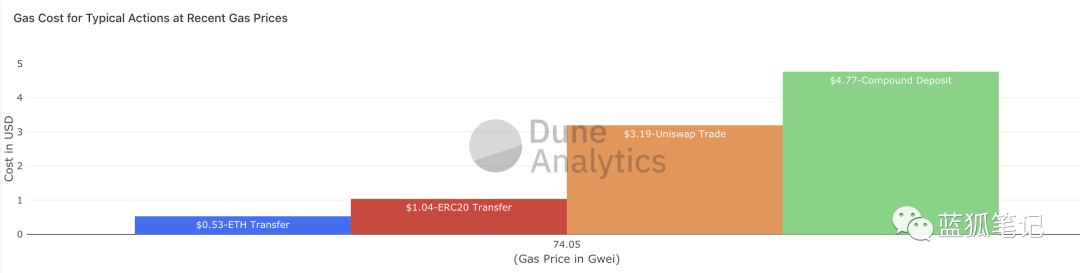 Gas Cost for Typical Actions at Recent Gas Prices
5
4
3
2
1
0
Cost in USD
$4.77-Compound Deposit
$3.19-Uniswap Trade
$1.04-ERC20 Transfer
$0.53-ETH Transfer
Dune
Analytics
蓝狐笔记
74.05
(Gas Price in Gwei)